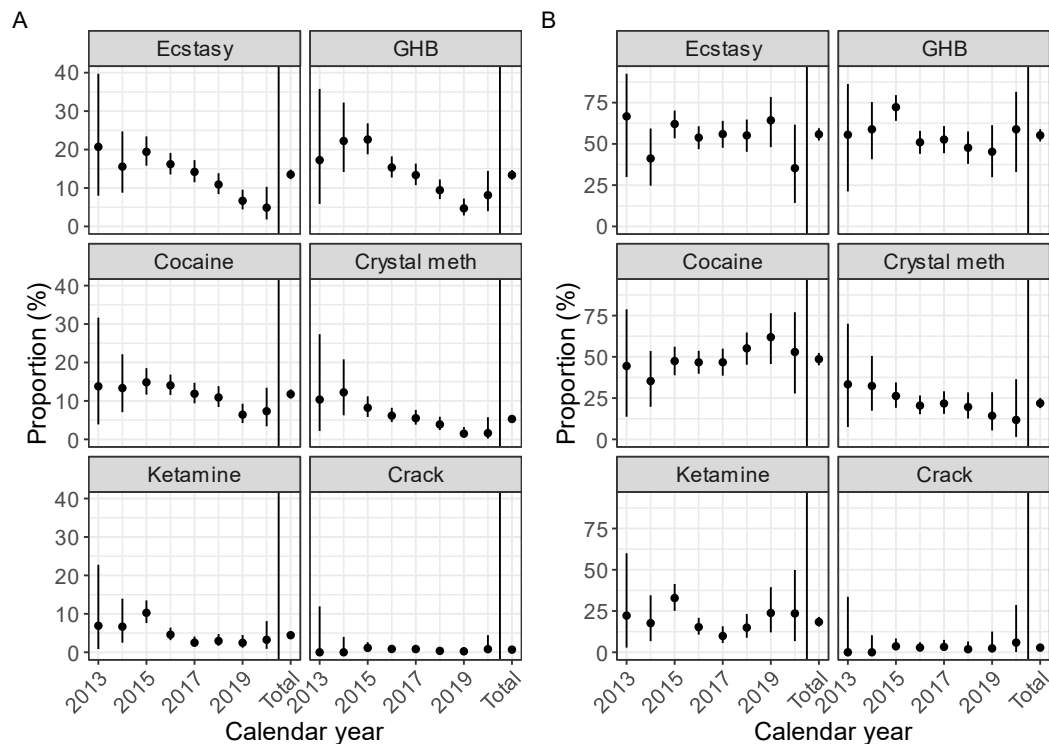 A
Ecstasy
GHB
40
30
20
10
0
Cocaine
Crystal meth
40
30
20
10
0
Ketamine
Crack
40
30
20
10
0
2013
2015
2017
2019
Total
2013
2015
2017
2019
Total
Proportion (%)
Calendar year
B
Ecstasy
GHB
75
50
25
0
Cocaine
Crystal meth
75
50
25
0
Ketamine
Crack
75
50
25
0
2013
2015
2017
2019
Total
2013
2015
2017
2019
Total
Proportion (%)
Calendar year